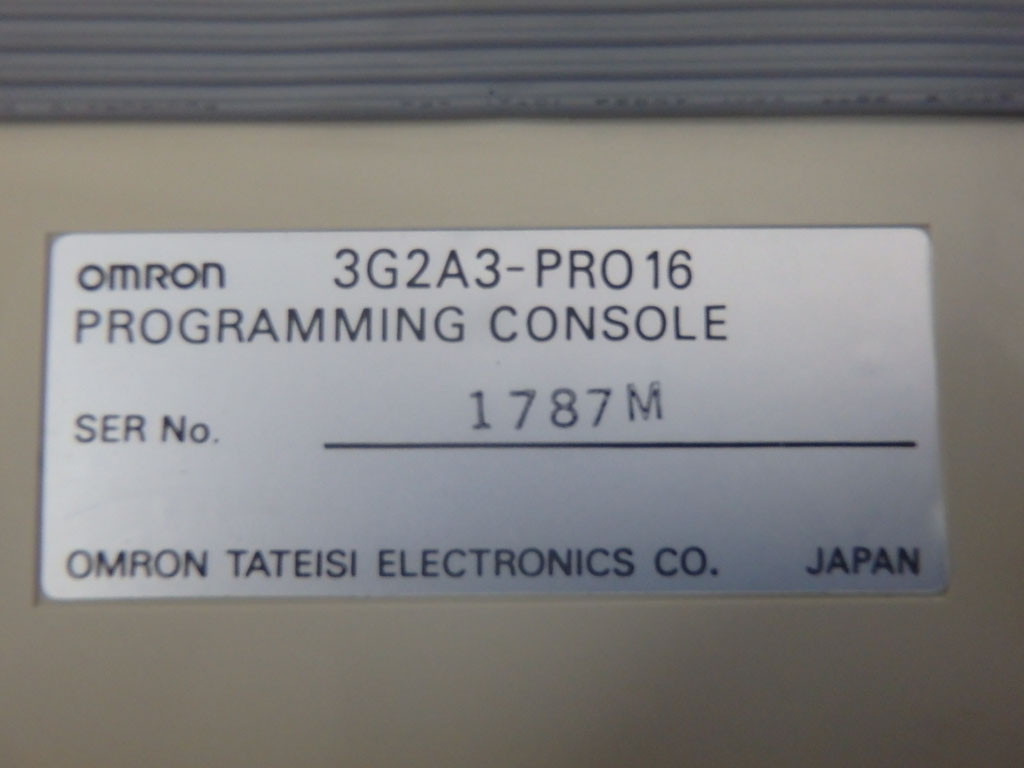 OMRON 3G2A3-PRO16
PROGRAMMING CONSOLE
SER No. 1787M
OMRON TATEISI ELECTRONICS CO. JAPAN